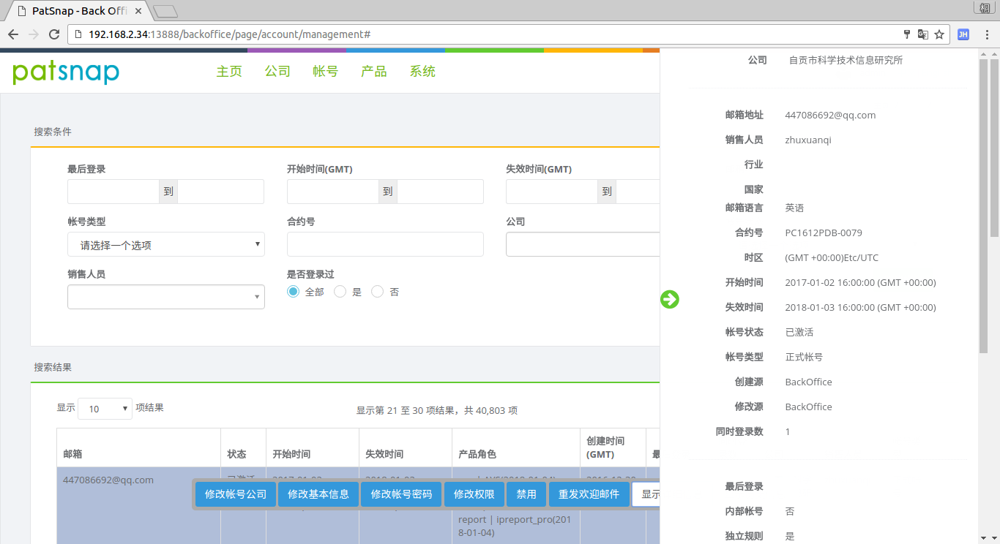 PatSnap - Back Offi
192.168.2.34:13888/backoffice/page/account/management#
JH
patsnap
主页 公司 帐号 产品 系统
搜索条件
最后登录 开始时间(GMT) 失效时间(GMT)
到 到 到
帐号类型 合约号 公司
请选择一个选项
销售人员 是否登录过
全部 是 否
搜索结果
显示 10 项结果 显示第 21 至 30 项结果，共 40,803 项
邮箱 状态 开始时间 失效时间 产品角色 创建时间 (GMT)
447086692@qq.com
修改帐号公司 修改基本信息 修改帐号密码 修改权限 禁用 重发欢迎邮件 显示
report | ipreport_pro(201
8-01-04)
公司 自贡市科学技术信息研究所
邮箱地址 447086692@qq.com
销售人员 zhuxuanqi
行业
国家
邮箱语言 英语
合约号 PC1612PDB-0079
时区 (GMT +00:00)Etc/UTC
开始时间 2017-01-02 16:00:00 (GMT +00:00)
失效时间 2018-01-03 16:00:00 (GMT +00:00)
帐号状态 已激活
帐号类型 正式帐号
创建源 BackOffice
修改源 BackOffice
同时登录数 1
最后登录
内部帐号 否
独立规则 是